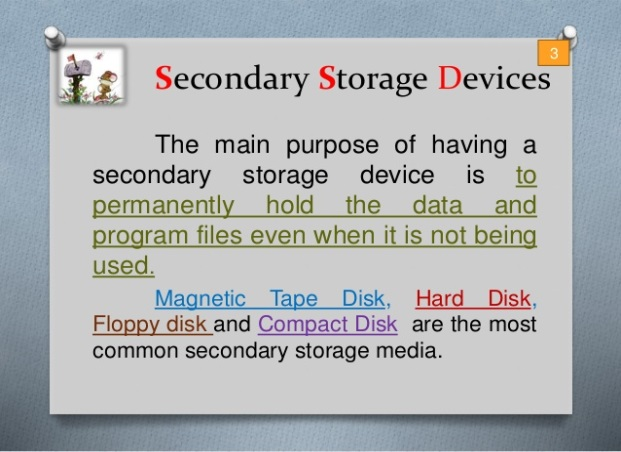 3
Secondary Storage Devices
The main purpose of having a
secondary storage device is to
permanently hold the data and
program files even when it is not being
used.
Magnetic Tape Disk, Hard Disk,
Floppy disk and Compact Disk are the most
common secondary storage media.